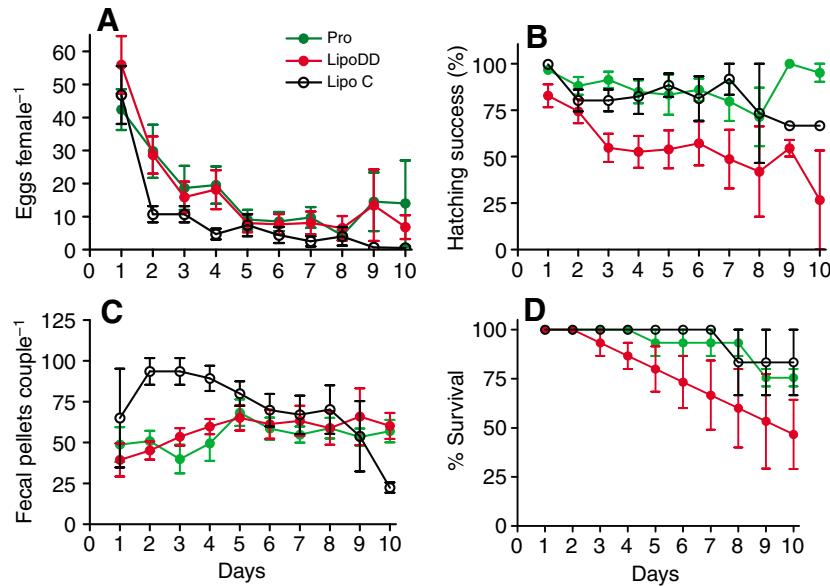 A
Pro
LipoDD
Lipo C
Eggs female⁻¹
60
50
40
30
20
10
0
0 1 2 3 4 5 6 7 8 9 10
B
Hatching success (%)
100
75
50
25
0
0 1 2 3 4 5 6 7 8 9 10
C
Fecal pellets couple⁻¹
125
100
75
50
25
0
0 1 2 3 4 5 6 7 8 9 10
Days
D
% Survival
100
75
50
25
0
0 1 2 3 4 5 6 7 8 9 10
Days